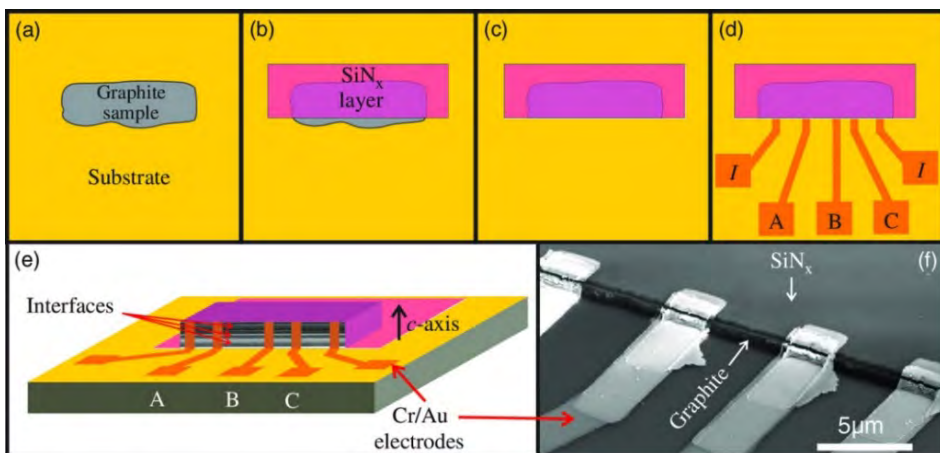 (a)
Graphite
sample
Substrate
(b)
SiNx
layer
(c)
(d)
I
I
A
B
C
(e)
Interfaces
c-axis
A
B
C
Cr/Au
electrodes
(f)
SiNx
Graphite
5μm